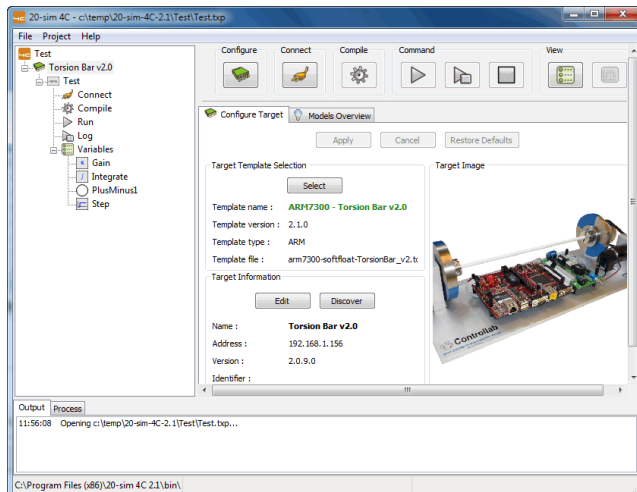 20-sim 4C - c:\temp\20-sim-4C-2.1\Test\Test.txp
File Project Help
Test
Torsion Bar v2.0
Test
Connect
Compile
Run
Log
Variables
Gain
Integrate
PlusMinus1
Step
Configure Connect Compile Command View
Configure Target Models Overview
Apply Cancel Restore Defaults
Target Template Selection
Select
Template name : ARM7300 - Torsion Bar v2.0
Template version : 2.1.0
Template type : ARM
Template file : arm7300-softfloat-TorsionBar_v2.tc
Target Information
Edit Discover
Name : Torsion Bar v2.0
Address : 192.168.1.156
Version : 2.0.9.0
Identifier :
Target Image
Controllab
Output Process
11:56:08 Opening c:\temp\20-sim-4C-2.1\Test\Test.txp...
C:\Program Files (x86)\20-sim 4C 2.1\bin\